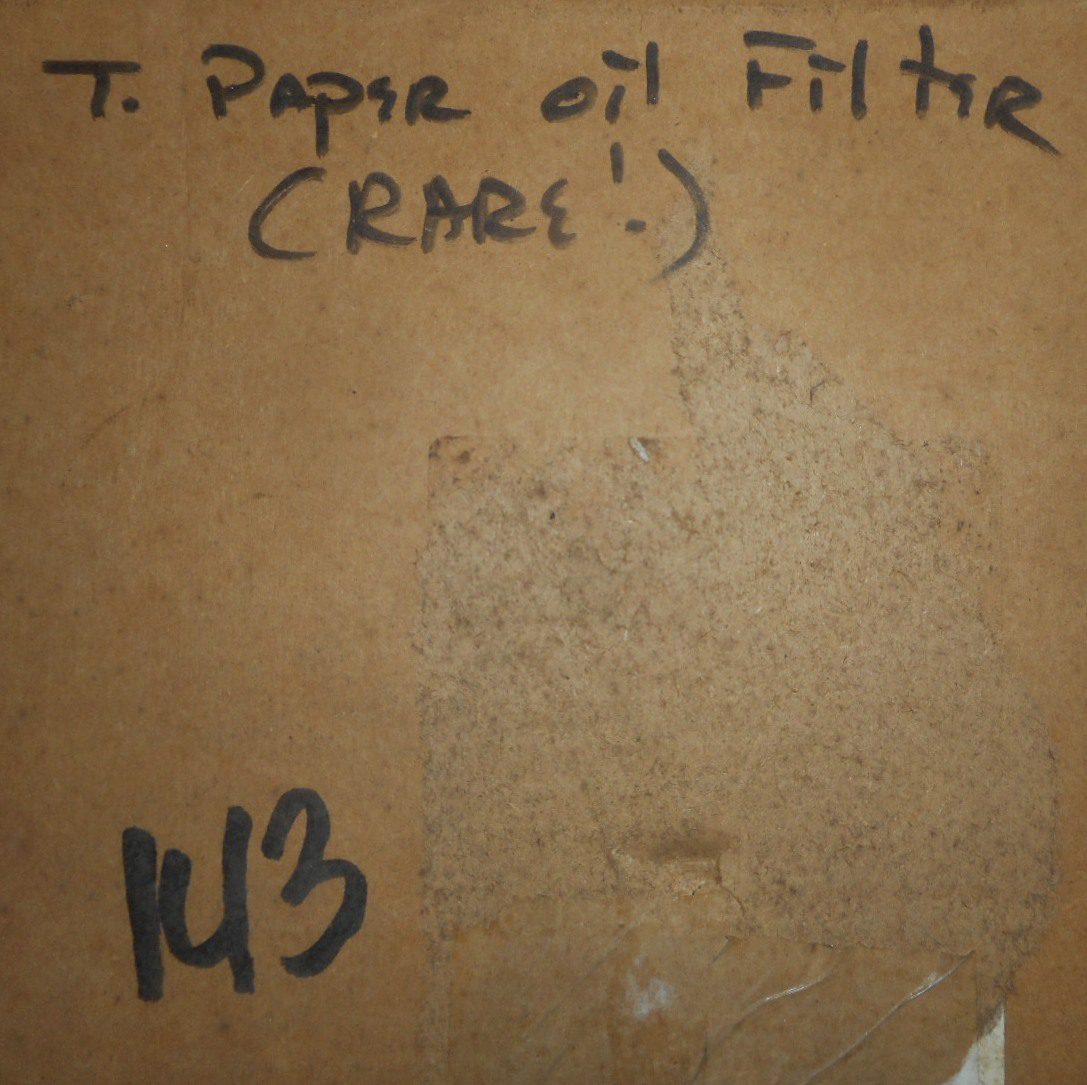 T. PAPER oil Filter
(RARE!)
143